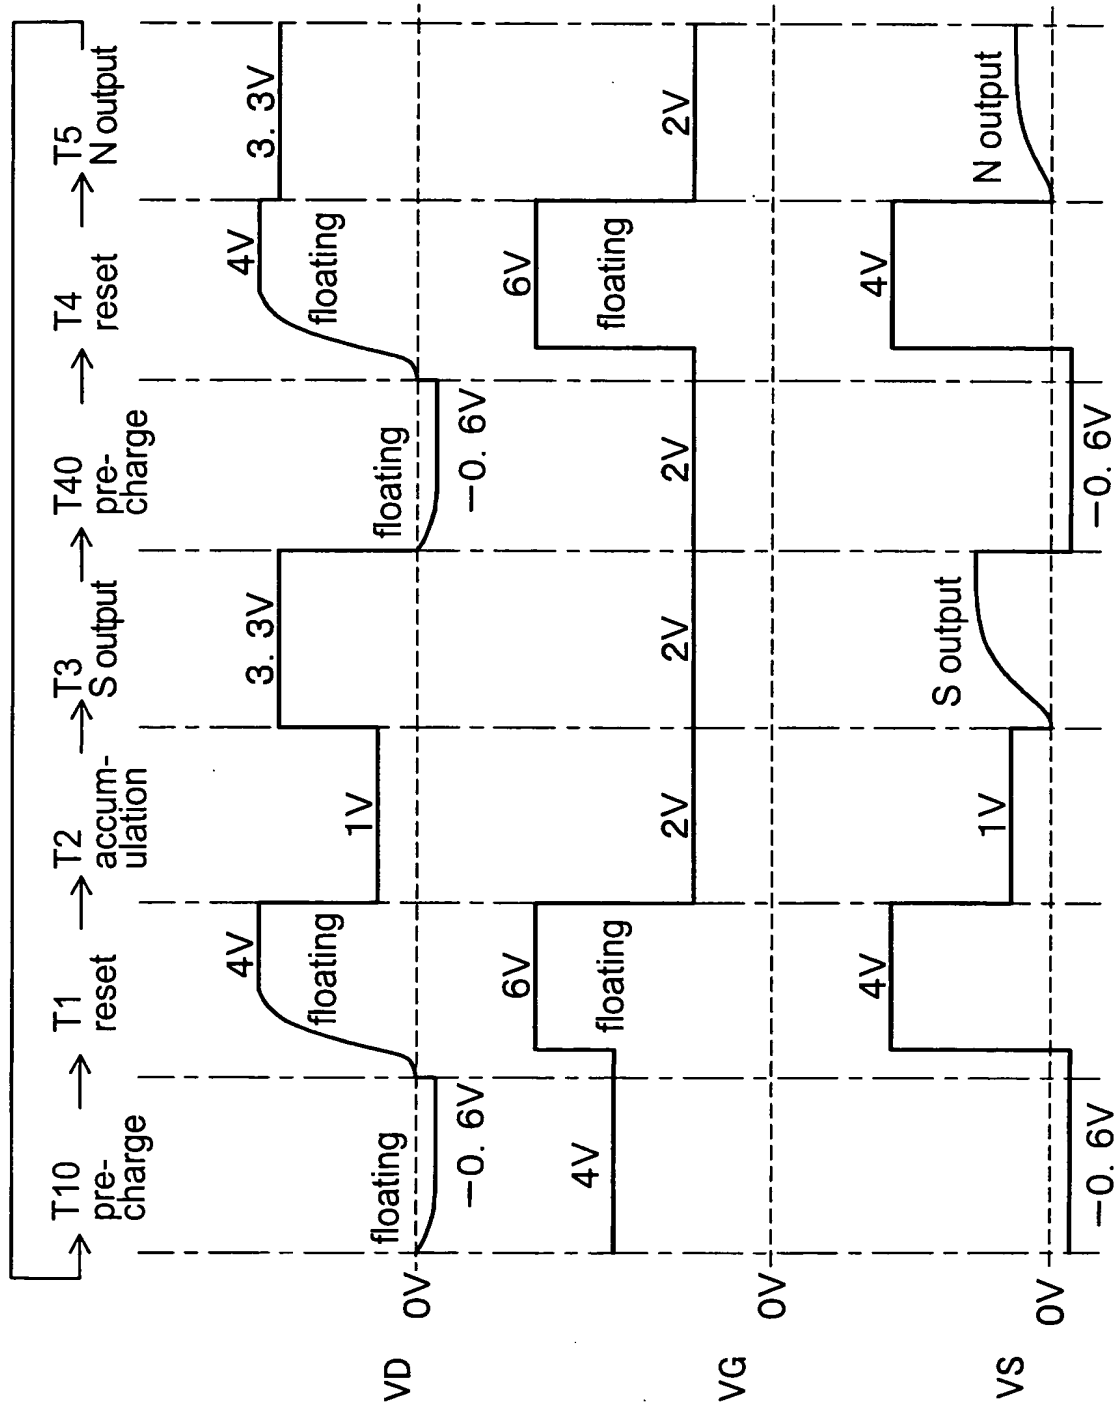 T10 pre- charge
T1 reset
T2 accum- ulation
T3 S output
T40 pre- charge
T4 reset
T5 N output
VD
0V
floating
−0. 6V
floating
4V
1V
3. 3V
floating
−0. 6V
floating
4V
3. 3V
VG
0V
4V
6V
floating
2V
2V
2V
6V
floating
2V
VS
0V
−0. 6V
4V
1V
S output
−0. 6V
4V
N output